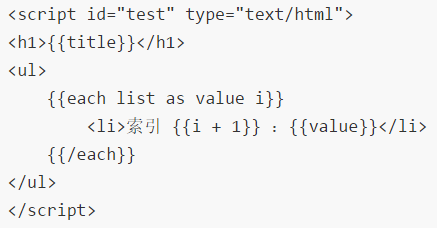 <script id="test" type="text/html">
<h1>{{title}}</h1>
<ul>
    {{each list as value i}}
        <li>索引 {{i + 1}} ：{{value}}</li>
    {{/each}}
</ul>
</script>